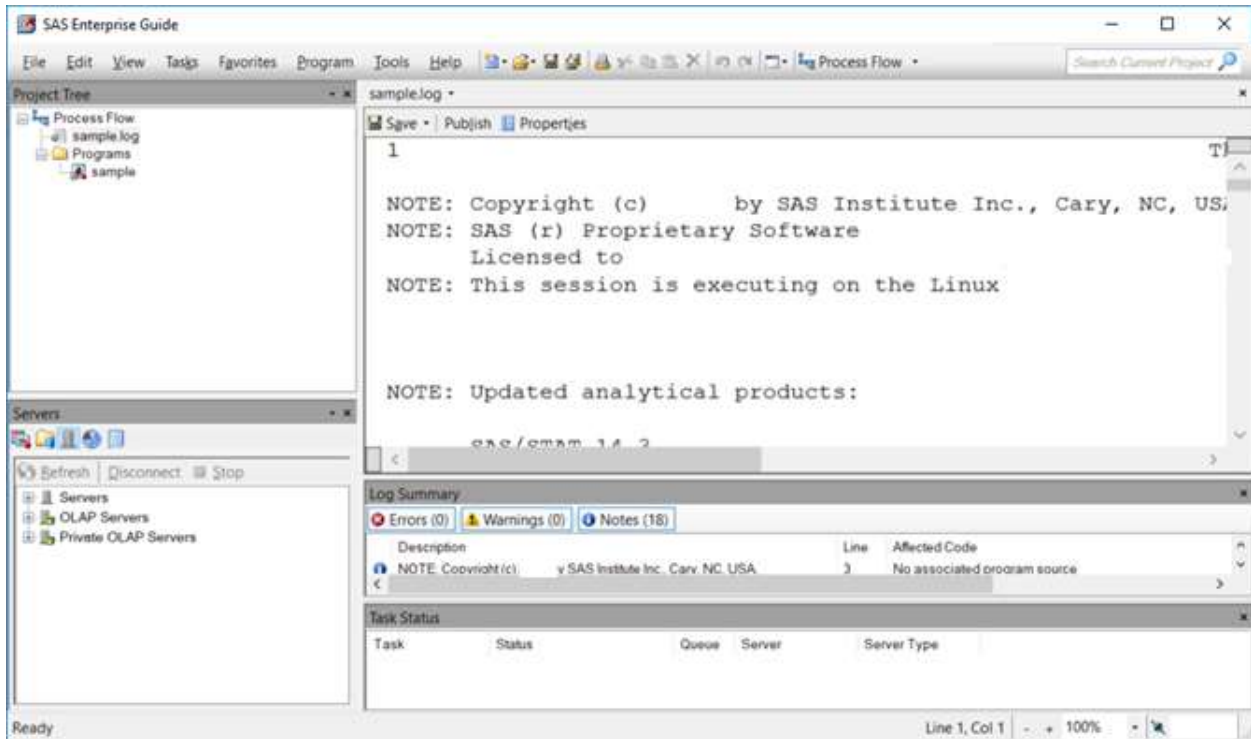 SAS Enterprise Guide
File Edit View Tasks Favorites Program Tools Help Process Flow Search Current Project
Project Tree
Process Flow
sample.log
Programs
sample
sample.log
Save Publish Properties
1
NOTE: Copyright (c) by SAS Institute Inc., Cary, NC,
NOTE: SAS (r) Proprietary Software
Licensed to
NOTE: This session is executing on the Linux
NOTE: Updated analytical products:
SAS/STAT 14.3
Servers
Refresh Disconnect Stop
Servers
OLAP Servers
Private OLAP Servers
Log Summary
Errors (0) Warnings (0) Notes (18)
Description Line Affected Code
NOTE: Copyright (c) y SAS Institute Inc., Cary, NC, USA 3 No associated program source
Task Status
Task Status Queue Server Server Type
Ready Line 1, Col 1 - + 100%